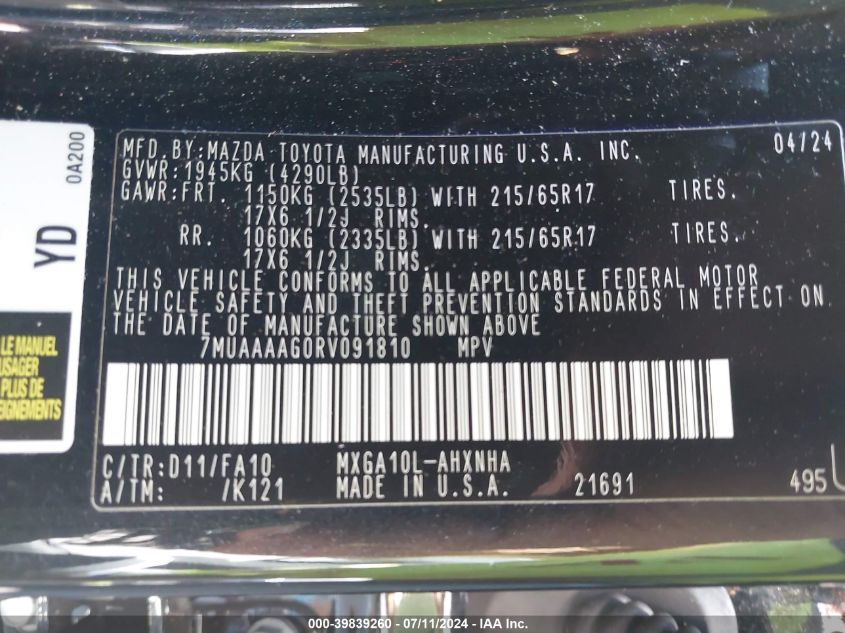 MFD. BY:MAZDA TOYOTA MANUFACTURING U.S.A. INC. 04/24
GVWR:1945KG (4290LB)
GAWR:FRT. 1150KG (2535LB) WITH 215/65R17 TIRES.
17X6 1/2J RIMS.
RR. 1060KG (2335LB) WITH 215/65R17 TIRES.
17X6 1/2J RIMS.
THIS VEHICLE CONFORMS TO ALL APPLICABLE FEDERAL MOTOR
VEHICLE SAFETY AND THEFT PREVENTION STANDARDS IN EFFECT ON
THE DATE OF MANUFACTURE SHOWN ABOVE
7MUAAAAG0RV091810 MPV
C/TR:D11/FA10 MXGA10L-AHXNHA
A/TM: /K121 MADE IN U.S.A. 21691 495
0A200
YD
LE MANUEL
USAGER
PLUS DE
EIGNEMENTS
000-39839260 - 07/11/2024 - IAA Inc.